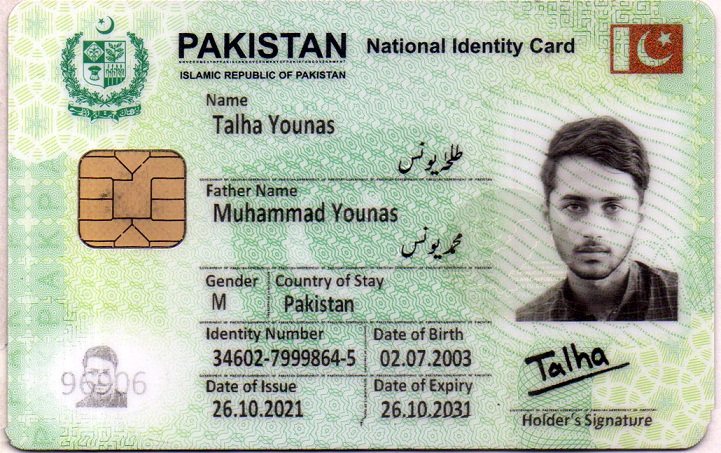 PAKISTAN National Identity Card
ISLAMIC REPUBLIC OF PAKISTAN
Name
Talha Younas
طلحہ یونس
Father Name
Muhammad Younas
محمد یونس
Gender Country of Stay
M Pakistan
Identity Number Date of Birth
34602-7999864-5 02.07.2003
Date of Issue Date of Expiry
26.10.2021 26.10.2031
Talha
Holder's Signature